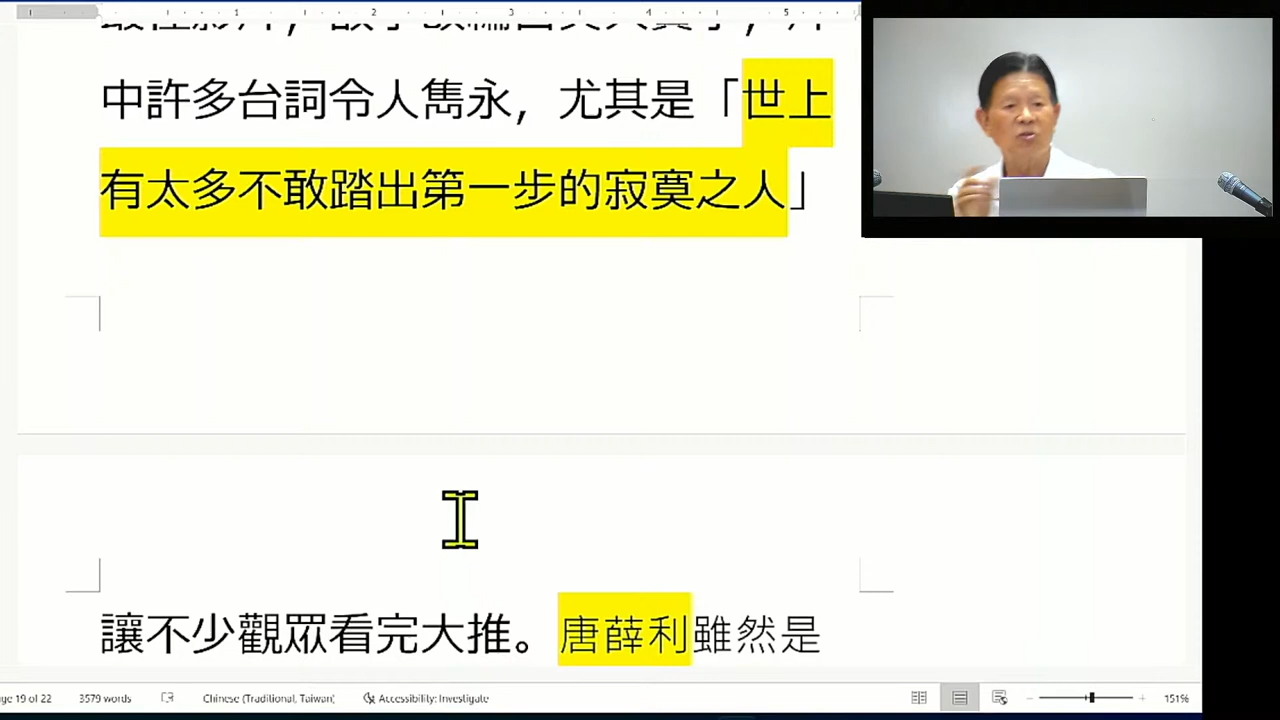 中許多台詞令人雋永，尤其是「世上
有太多不敢踏出第一步的寂寞之人」
讓不少觀眾看完大推。唐薛利雖然是
ge 19 of 22 3579 words Chinese (Traditional, Taiwan) Accessibility: Investigate 151%